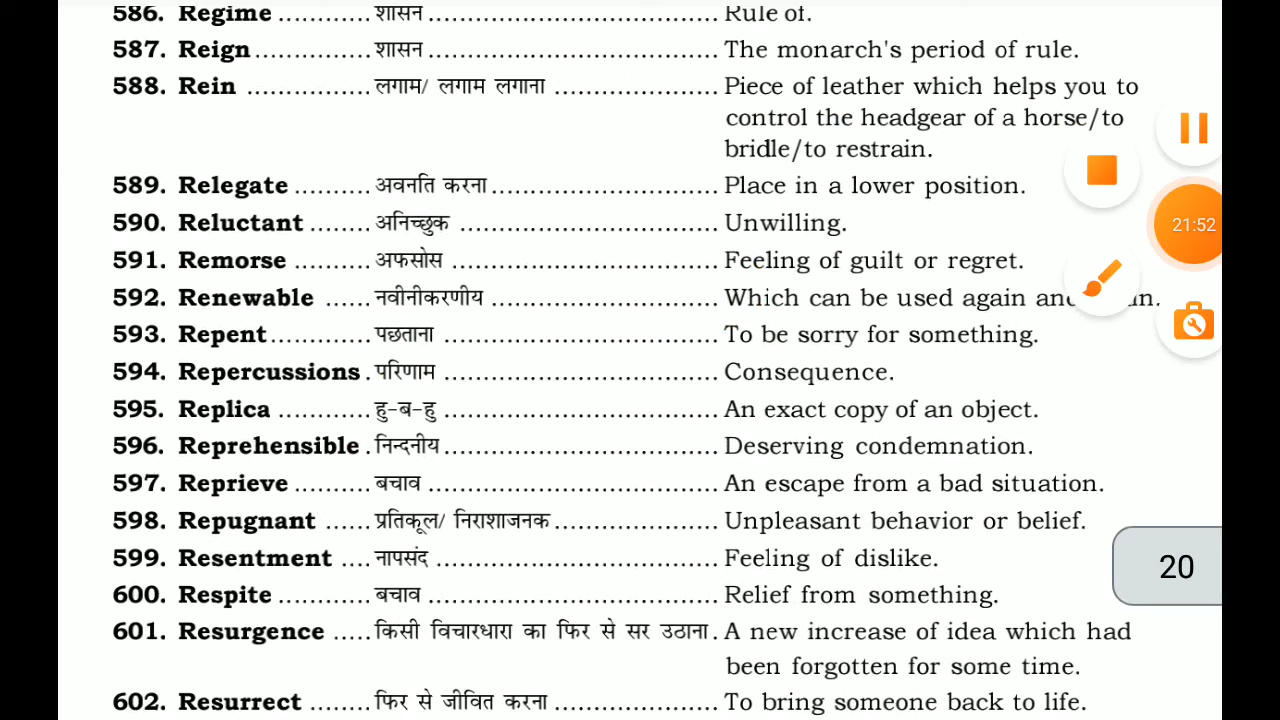 586. Regime ............ शासन ..................................... Rule of.
587. Reign .............. शासन ..................................... The monarch's period of rule.
588. Rein ................ लगाम/ लगाम लगाना ..................... Piece of leather which helps you to
control the headgear of a horse/to
bridle/to restrain.
589. Relegate .......... अवनति करना ............................. Place in a lower position.
21:52
590. Reluctant ........ अनिच्छुक ................................. Unwilling.
591. Remorse .......... अफसोस .................................. Feeling of guilt or regret.
592. Renewable ...... नवीनीकरणीय ............................. Which can be used again
593. Repent ............. पछताना ................................... To be sorry for something.
594. Repercussions . परिणाम ................................... Consequence.
595. Replica ............ हु-ब-हु ................................... An exact copy of an object.
596. Reprehensible . निन्दनीय ................................... Deserving condemnation.
597. Reprieve .......... बचाव ..................................... An escape from a bad situation.
598. Repugnant ...... प्रतिकूल/ निराशाजनक ..................... Unpleasant behavior or belief.
599. Resentment .... नापसंद .................................... Feeling of dislike.
20
600. Respite ............ बचाव ..................................... Relief from something.
601. Resurgence ..... किसी विचारधारा का फिर से सर उठाना . A new increase of idea which had
been forgotten for some time.
602. Resurrect ........ फिर से जीवित करना ..................... To bring someone back to life.